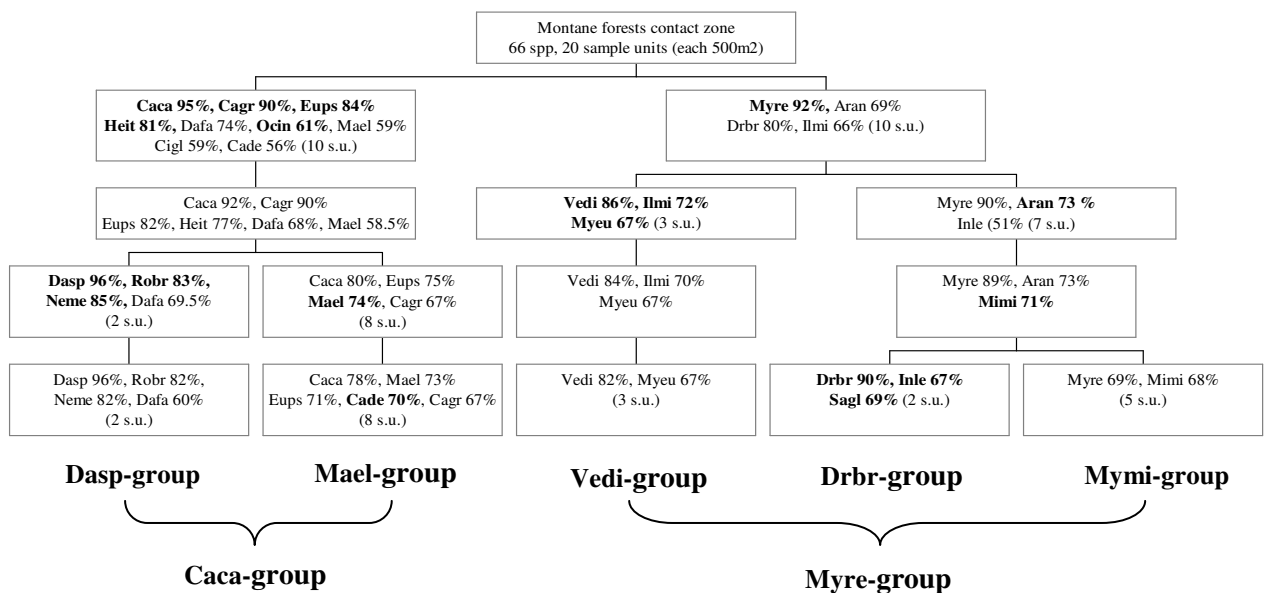 Montane forests contact zone
66 spp, 20 sample units (each 500m2)
Caca 95%, Cagr 90%, Eups 84%
Heit 81%, Dafa 74%, Ocin 61%, Mael 59%
Cigl 59%, Cade 56% (10 s.u.)
Myre 92%, Aran 69%
Drbr 80%, Ilmi 66% (10 s.u.)
Caca 92%, Cagr 90%
Eups 82%, Heit 77%, Dafa 68%, Mael 58.5%
Vedi 86%, Ilmi 72%
Myeu 67% (3 s.u.)
Myre 90%, Aran 73 %
Inle (51% (7 s.u.)
Dasp 96%, Robr 83%,
Neme 85%, Dafa 69.5%
(2 s.u.)
Caca 80%, Eups 75%
Mael 74%, Cagr 67%
(8 s.u.)
Vedi 84%, Ilmi 70%
Myeu 67%
Myre 89%, Aran 73%
Mimi 71%
Dasp 96%, Robr 82%,
Neme 82%, Dafa 60%
(2 s.u.)
Caca 78%, Mael 73%
Eups 71%, Cade 70%, Cagr 67%
(8 s.u.)
Vedi 82%, Myeu 67%
(3 s.u.)
Drbr 90%, Inle 67%
Sagl 69% (2 s.u.)
Myre 69%, Mimi 68%
(5 s.u.)
Dasp-group
Mael-group
Vedi-group
Drbr-group
Mymi-group
Caca-group
Myre-group